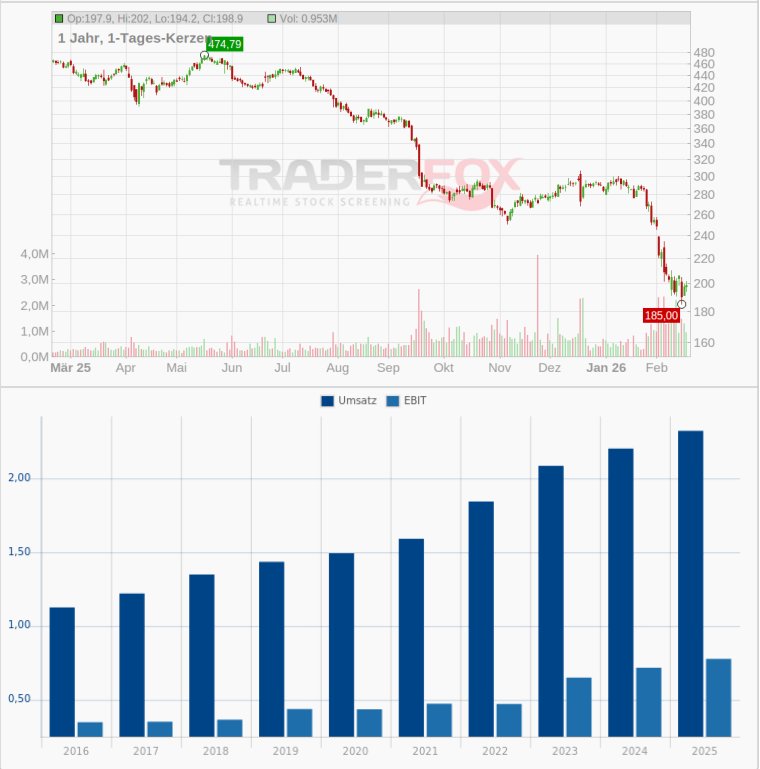 Op:197.9, Hi:202, Lo:194.2, Cl:198.9 Vol: 0.953M
1 Jahr, 1-Tages-Kerzen
474,79
480
460
440
420
400
380
360
340
320
300
280
260
240
220
200
180
160
TRADERFOX
REALTIME STOCK SCREENING
4,0M
3,0M
2,0M
1,0M
0,0M
185,00
Mär 25 Apr Mai Jun Jul Aug Sep Okt Nov Dez Jan 26 Feb
Umsatz EBIT
2,00
1,50
1,00
0,50
2016 2017 2018 2019 2020 2021 2022 2023 2024 2025